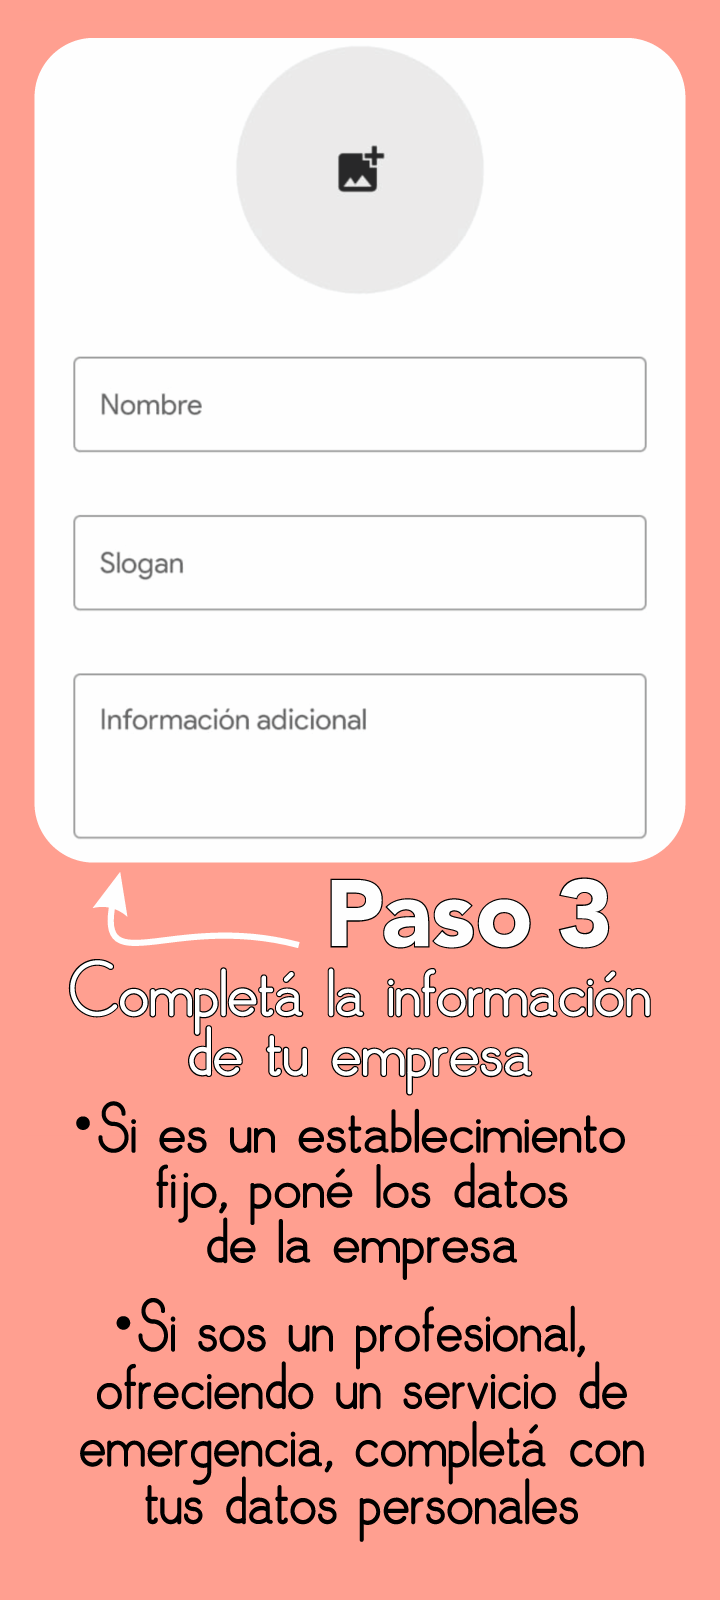 Nombre
Slogan
Información adicional
Paso 3
Completá la información
de tu empresa
•Si es un establecimiento
fijo, poné los datos
de la empresa
•Si sos un profesional,
ofreciendo un servicio de
emergencia, completá con
tus datos personales